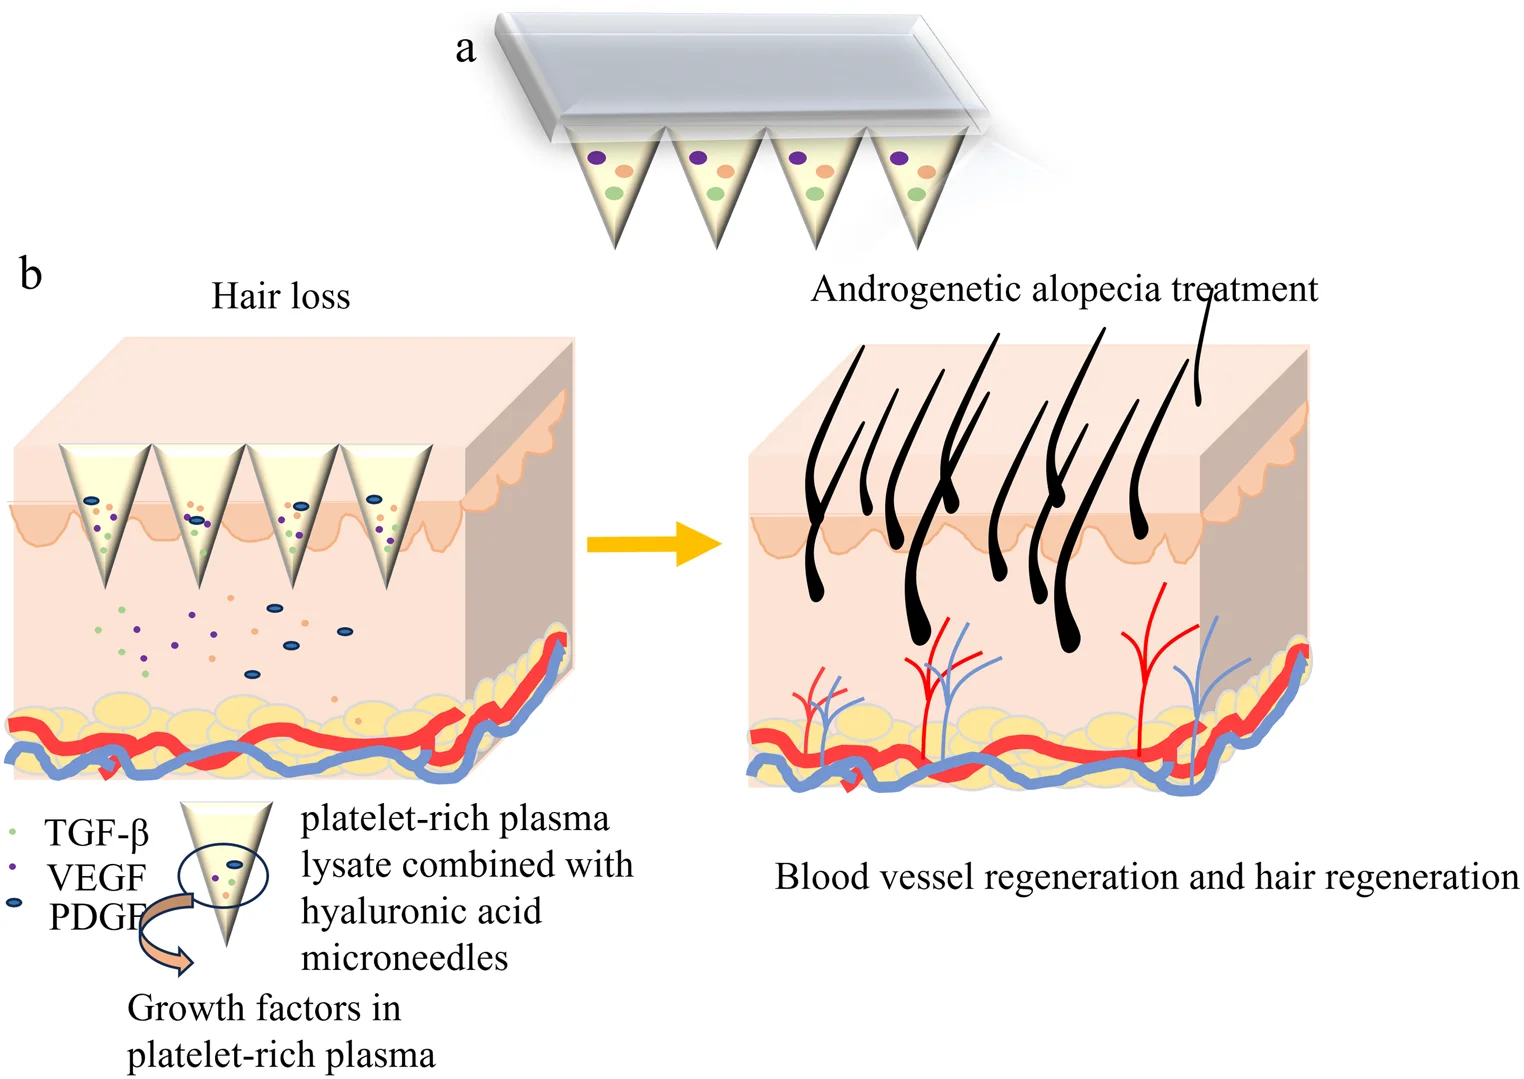 a
b
Hair loss
Androgenetic alopecia treatment
TGF-β
VEGF
PDGF
platelet-rich plasma
lysate combined with
hyaluronic acid
microneedles
Growth factors in
platelet-rich plasma
Blood vessel regeneration and hair regeneration